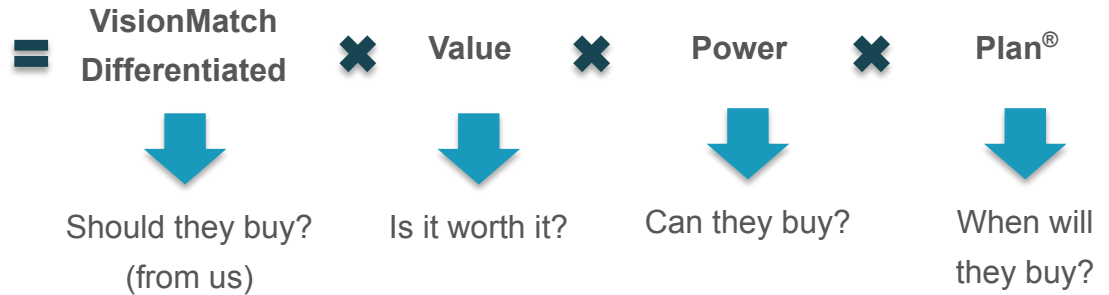 = VisionMatch
Differentiated ✖ Value ✖ Power ✖ Plan®
Should they buy?
(from us)
Is it worth it?
Can they buy?
When will
they buy?